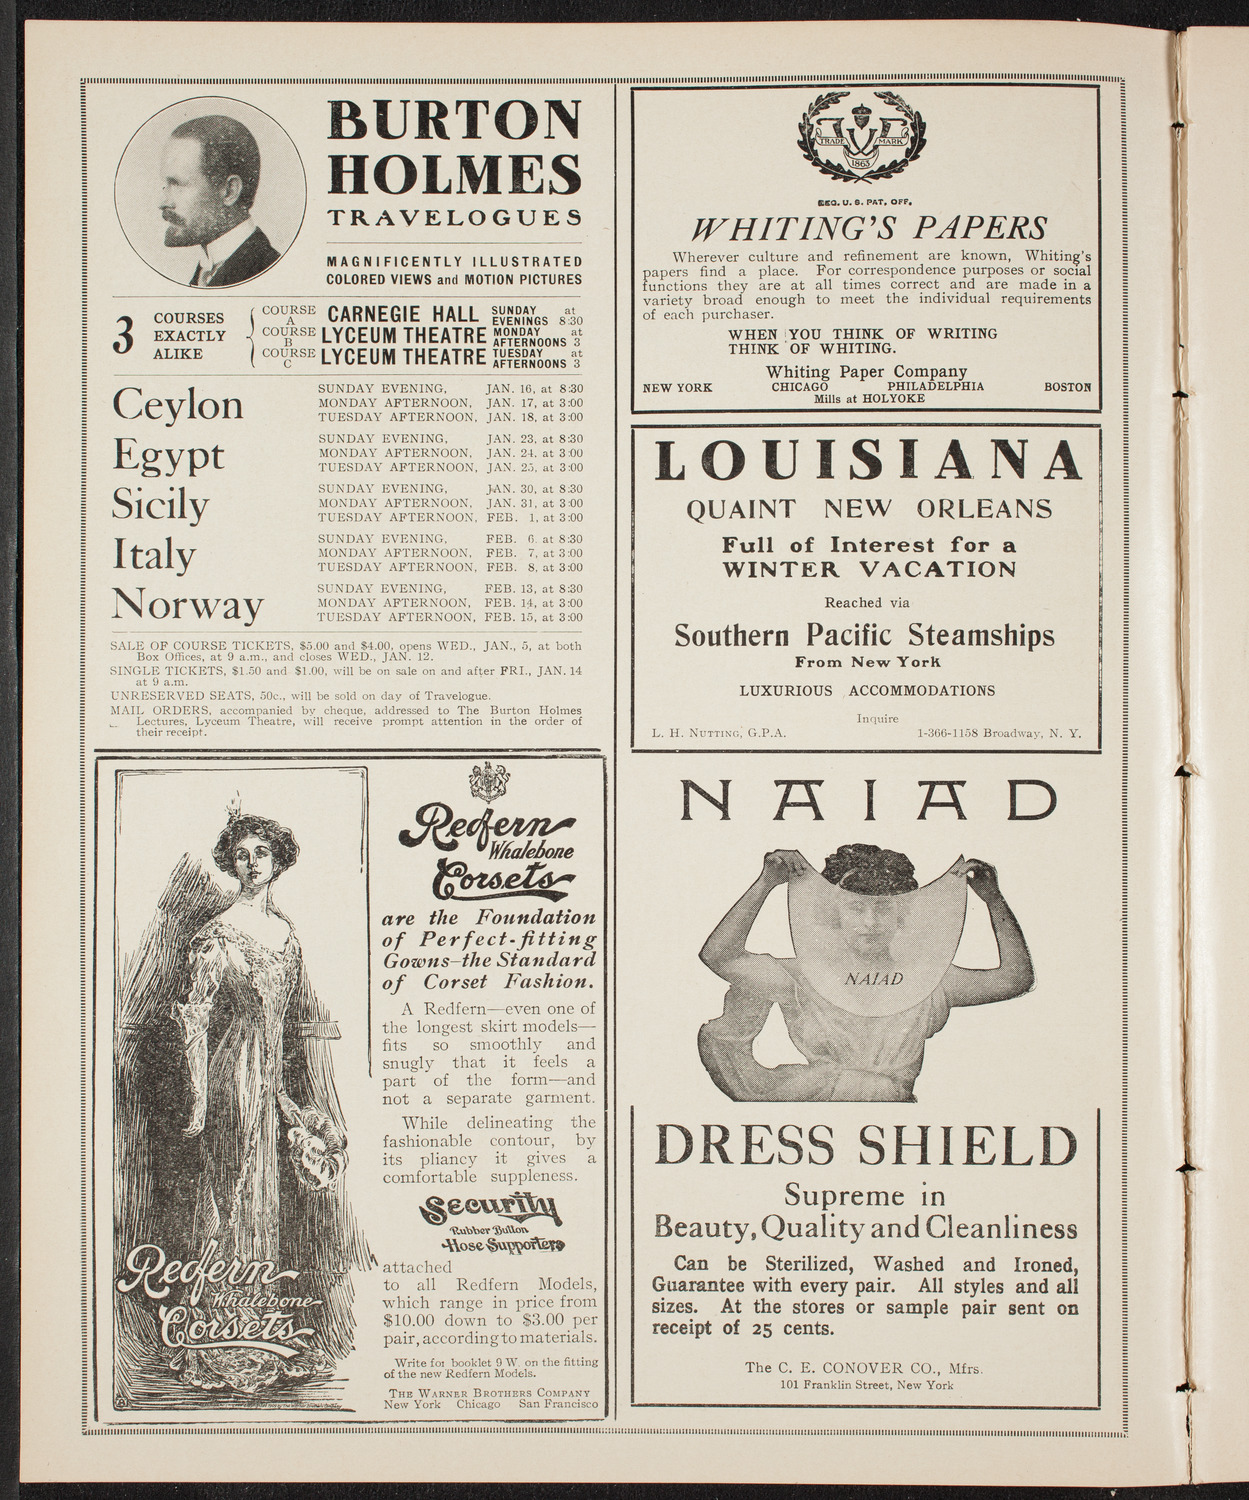 BURTON
HOLMES
TRAVELOGUES
MAGNIFICENTLY ILLUSTRATED
COLORED VIEWS and MOTION PICTURES
3 COURSES EXACTLY ALIKE
COURSE A CARNEGIE HALL SUNDAY EVENINGS at 8:30
COURSE B LYCEUM THEATRE MONDAY AFTERNOONS at 3
COURSE C LYCEUM THEATRE TUESDAY AFTERNOONS at 3
Ceylon
SUNDAY EVENING, JAN. 16, at 8:30
MONDAY AFTERNOON, JAN. 17, at 3:00
TUESDAY AFTERNOON, JAN. 18, at 3:00
Egypt
SUNDAY EVENING, JAN. 23, at 8:30
MONDAY AFTERNOON, JAN. 24, at 3:00
TUESDAY AFTERNOON, JAN. 25, at 3:00
Sicily
SUNDAY EVENING, JAN. 30, at 8:30
MONDAY AFTERNOON, JAN. 31, at 3:00
TUESDAY AFTERNOON, FEB. 1, at 3:00
Italy
SUNDAY EVENING, FEB. 6, at 8:30
MONDAY AFTERNOON, FEB. 7, at 3:00
TUESDAY AFTERNOON, FEB. 8, at 3:00
Norway
SUNDAY EVENING, FEB. 13, at 8:30
MONDAY AFTERNOON, FEB. 14, at 3:00
TUESDAY AFTERNOON, FEB. 15, at 3:00
SALE OF COURSE TICKETS, $5.00 and $4.00, opens WED., JAN., 5, at both
Box Offices, at 9 a.m., and closes WED., JAN. 12.
SINGLE TICKETS, $1.50 and $1.00, will be on sale on and after FRI., JAN. 14
at 9 a.m.
UNRESERVED SEATS, 50c., will be sold on day of Travelogue.
MAIL ORDERS, accompanied by cheque, addressed to The Burton Holmes
Lectures, Lyceum Theatre, will receive prompt attention in the order of
their receipt.
Redfern
Whalebone
Corsets
are the Foundation
of Perfect-fitting
Gowns—the Standard
of Corset Fashion.
A Redfern—even one of
the longest skirt models—
fits so smoothly and
snugly that it feels a
part of the form—and
not a separate garment.
While delineating the
fashionable contour, by
its pliancy it gives a
comfortable suppleness.
Security
Rubber Button
Hose Supporters
attached
to all Redfern Models,
which range in price from
$10.00 down to $3.00 per
pair, according to materials.
Write for booklet 9 W. on the fitting
of the new Redfern Models.
THE WARNER BROTHERS COMPANY
New York Chicago San Francisco
Redfern
Whalebone
Corsets
TRADE MARK
1863
REG. U. S. PAT. OFF.
WHITING'S PAPERS
Wherever culture and refinement are known, Whiting's
papers find a place. For correspondence purposes or social
functions they are at all times correct and are made in a
variety broad enough to meet the individual requirements
of each purchaser.
WHEN YOU THINK OF WRITING
THINK OF WHITING.
Whiting Paper Company
NEW YORK CHICAGO PHILADELPHIA BOSTON
Mills at HOLYOKE
LOUISIANA
QUAINT NEW ORLEANS
Full of Interest for a
WINTER VACATION
Reached via
Southern Pacific Steamships
From New York
LUXURIOUS ACCOMMODATIONS
Inquire
L. H. NUTTING, G.P.A. 1-366-1158 Broadway, N. Y.
NAIAD
NAIAD
DRESS SHIELD
Supreme in
Beauty, Quality and Cleanliness
Can be Sterilized, Washed and Ironed,
Guarantee with every pair. All styles and all
sizes. At the stores or sample pair sent on
receipt of 25 cents.
The C. E. CONOVER CO., Mfrs.
101 Franklin Street, New York